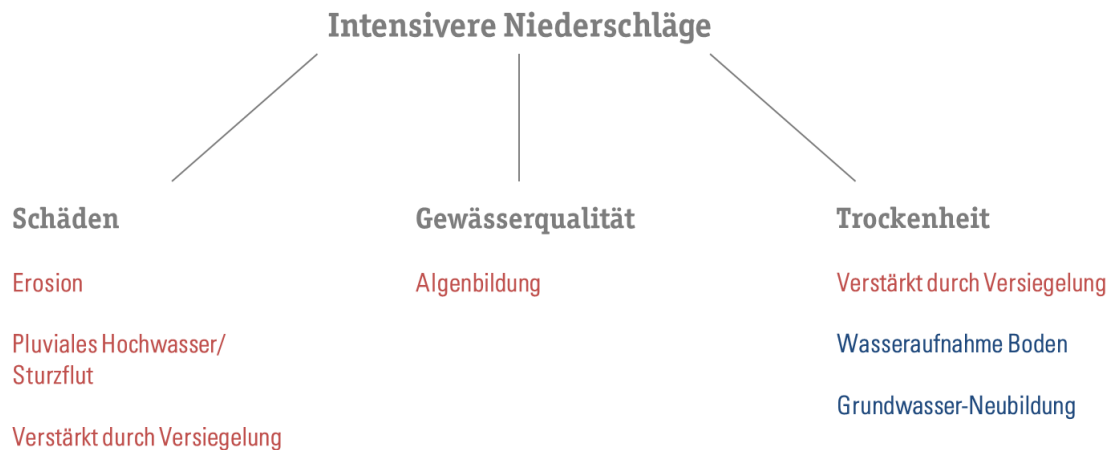 Intensivere Niederschläge
Schäden
Erosion
Pluviales Hochwasser/
Sturzflut
Verstärkt durch Versiegelung
Gewässerqualität
Algenbildung
Trockenheit
Verstärkt durch Versiegelung
Wasseraufnahme Boden
Grundwasser-Neubildung